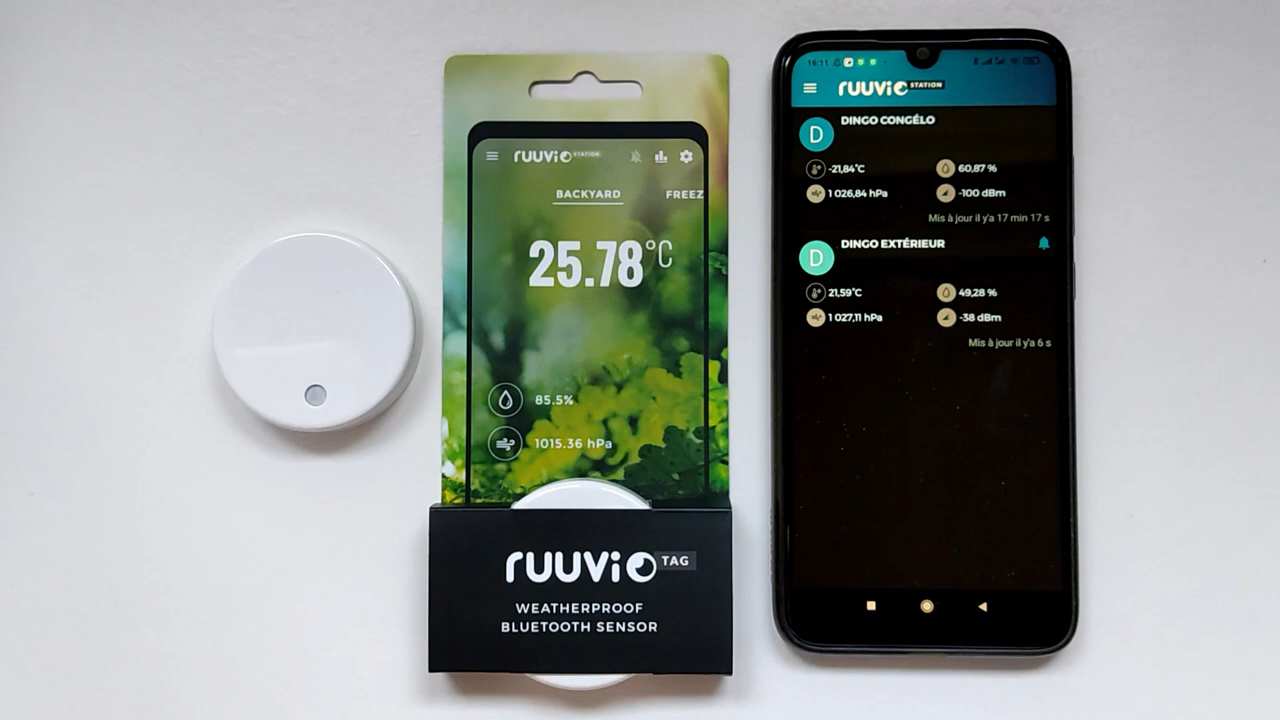 ruuvi STATION
BACKYARD FREEZ
25.78°C
85.5%
1015.36 hPa
ruuvi TAG
WEATHERPROOF
BLUETOOTH SENSOR
16:11
ruuvi STATION
D DINGO CONGÉLO
-21,84°C 60,87 %
1 026,84 hPa -100 dBm
Mis à jour il y'a 17 min 17 s
D DINGO EXTÉRIEUR
21,59°C 49,28 %
1 027,11 hPa -38 dBm
Mis à jour il y'a 6 s